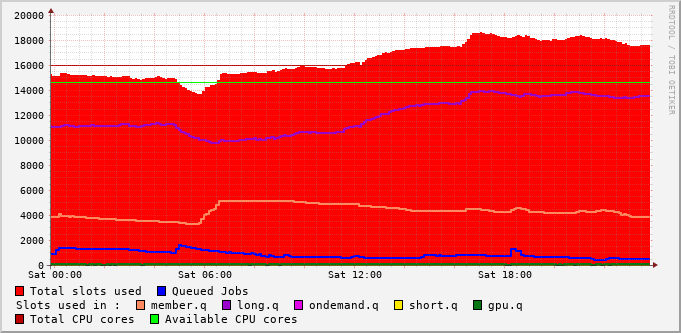 20000
18000
16000
14000
12000
10000
8000
6000
4000
2000
0
Sat 00:00 Sat 06:00 Sat 12:00 Sat 18:00
Total slots used Queued Jobs
Slots used in : member.q long.q ondemand.q short.q gpu.q
Total CPU cores Available CPU cores
RRDTOOL / TOBI OETIKER